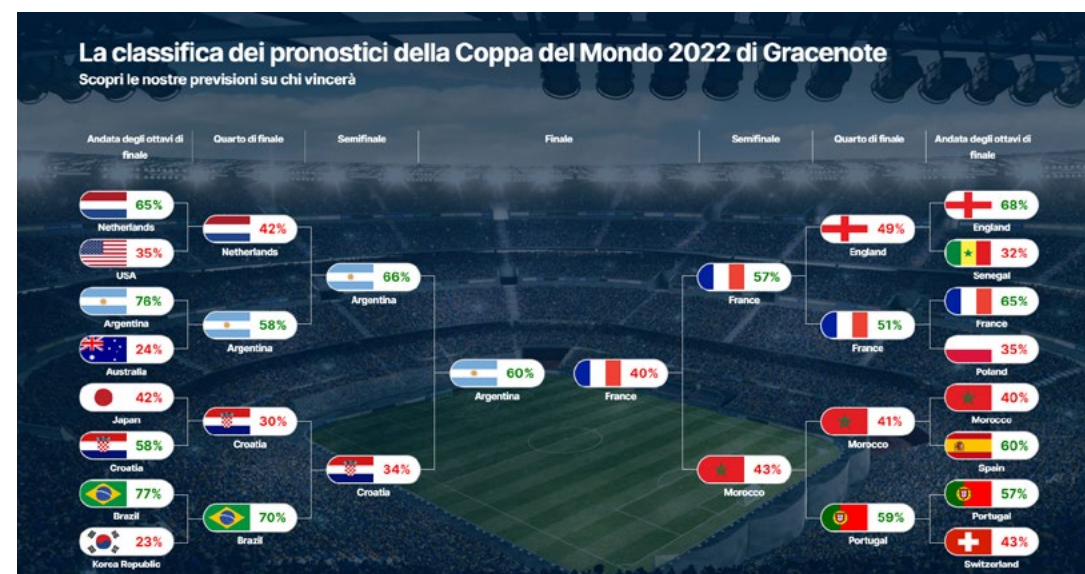 La classifica dei pronostici della Coppa del Mondo 2022 di Gracenote
Scopri le nostre previsioni su chi vincerà
Andata degli ottavi di
finale
Quarto di finale
Semifinale
Finale
Semifinale
Quarto di finale
Andata degli ottavi di
finale
65%
Netherlands
35%
USA
76%
Argentina
24%
Australia
42%
Japan
58%
Croatia
77%
Brazil
23%
Korea Republic
42%
Netherlands
58%
Argentina
30%
Croatia
70%
Brazil
66%
Argentina
34%
Croatia
60%
Argentina
40%
France
57%
France
43%
Morocco
49%
England
51%
France
41%
Morocco
59%
Portugal
68%
England
32%
Senegal
65%
France
35%
Poland
40%
Morocco
60%
Spain
57%
Portugal
43%
Switzerland